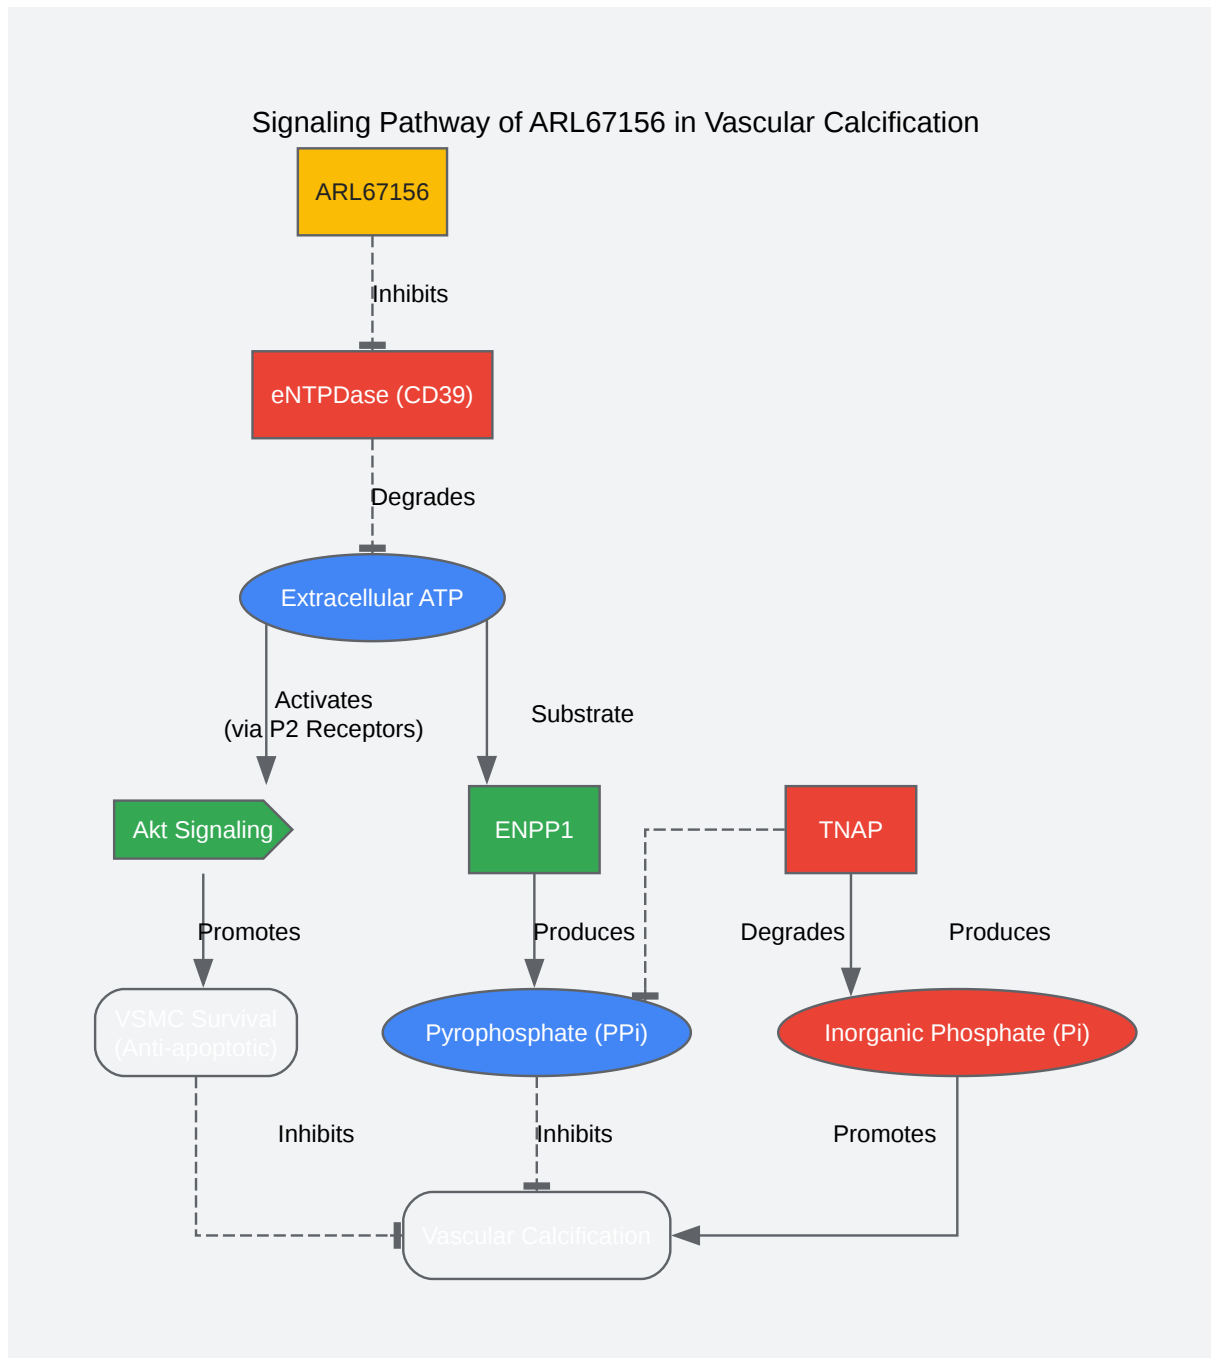 Signaling Pathway of ARL67156 in Vascular Calcification
ARL67156
Inhibits
eNTPDase (CD39)
Degrades
Extracellular ATP
Activates
(via P2 Receptors)
Substrate
Akt Signaling
ENPP1
TNAP
Promotes
Produces
Degrades
Produces
VSMC Survival
(Anti-apoptotic)
Pyrophosphate (PPi)
Inorganic Phosphate (Pi)
Inhibits
Inhibits
Promotes
Vascular Calcification